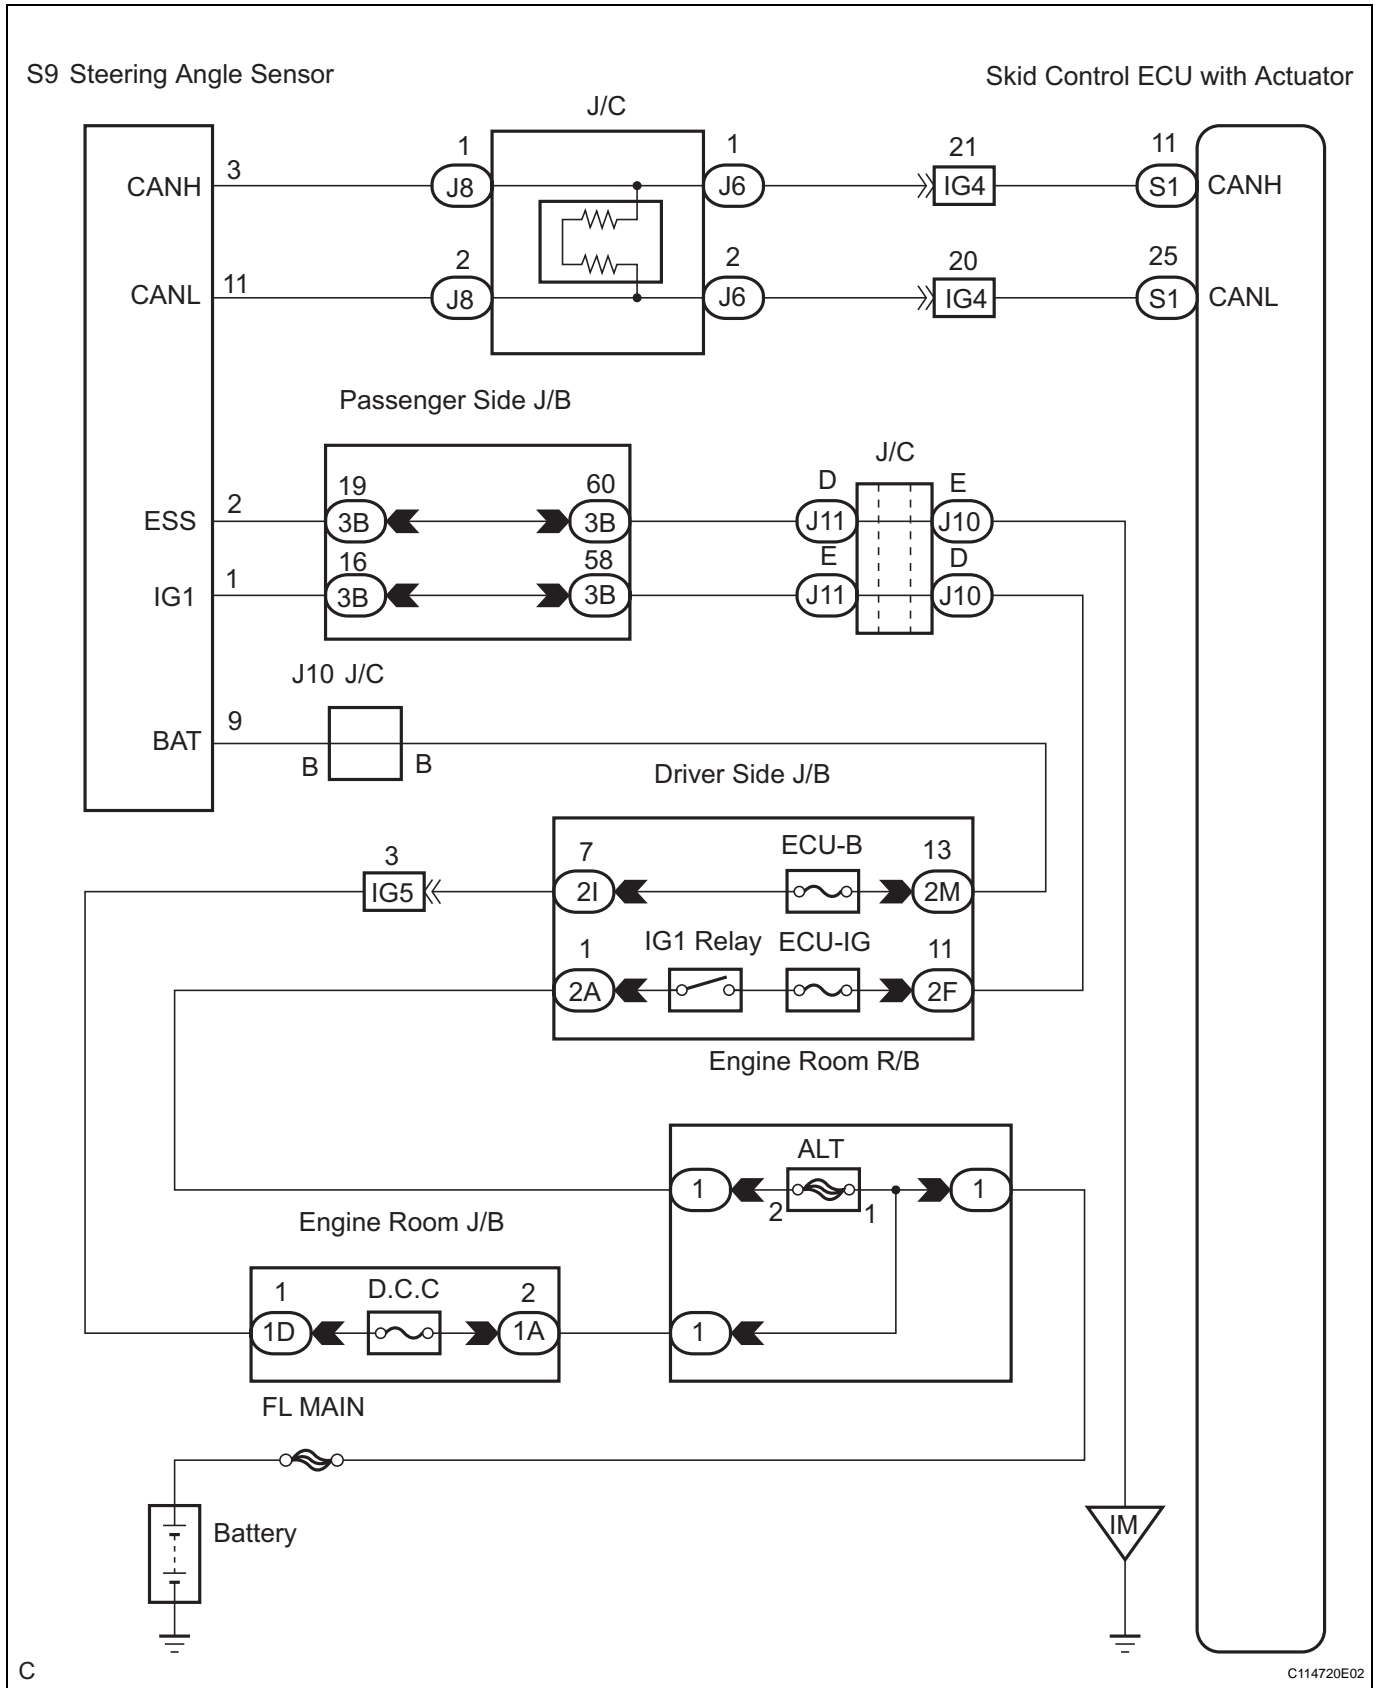 S9 Steering Angle Sensor
Skid Control ECU with Actuator
J/C
CANH 3 1 J8 1 J6 21 IG4 11 S1 CANH
CANL 11 2 J8 2 J6 20 IG4 25 S1 CANL
Passenger Side J/B
J/C
ESS 2 19 3B 60 3B D J11 E J10
IG1 1 16 3B 58 3B E J11 D J10
J10 J/C
BAT 9 B B
Driver Side J/B
3 IG5 7 2I ECU-B 13 2M
1 2A IG1 Relay ECU-IG 11 2F
Engine Room R/B
ALT
1 2 1 1
Engine Room J/B
1 1D D.C.C 2 1A 1
FL MAIN
Battery
IM
C
C114720E02